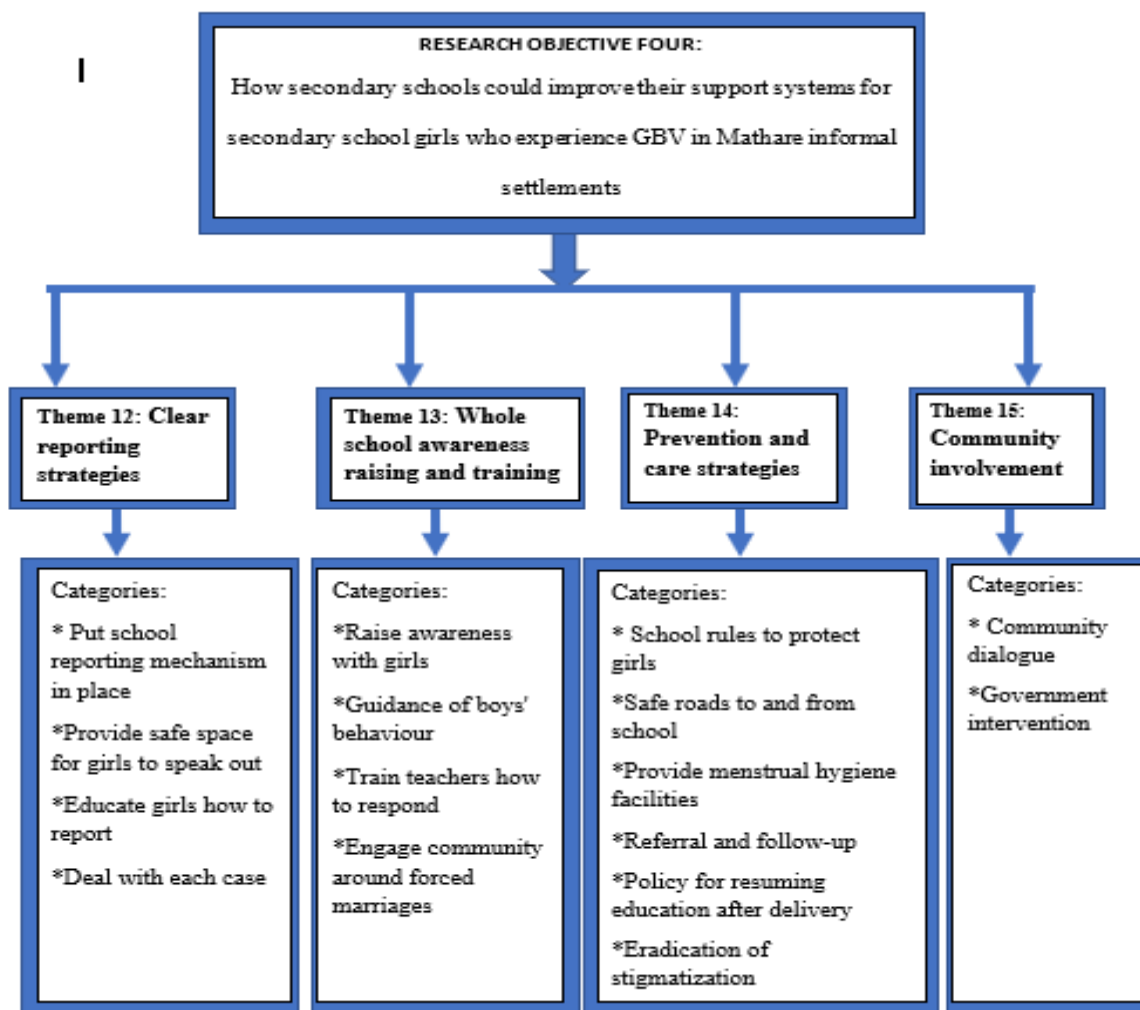 I
RESEARCH OBJECTIVE FOUR:
How secondary schools could improve their support systems for
secondary school girls who experience GBV in Mathare informal
settlements
Theme 12: Clear
reporting
strategies
Theme 13: Whole
school awareness
raising and training
Theme 14:
Prevention and
care strategies
Theme 15:
Community
involvement
Categories:
* Put school
reporting mechanism
in place
*Provide safe space
for girls to speak out
*Educate girls how to
report
*Deal with each case
Categories:
*Raise awareness
with girls
*Guidance of boys'
behaviour
*Train teachers how
to respond
*Engage community
around forced
marriages
Categories:
* School rules to protect
girls
*Safe roads to and from
school
*Provide menstrual hygiene
facilities
*Referral and follow-up
*Policy for resuming
education after delivery
*Eradication of
stigmatization
Categories:
* Community
dialogue
*Government
intervention